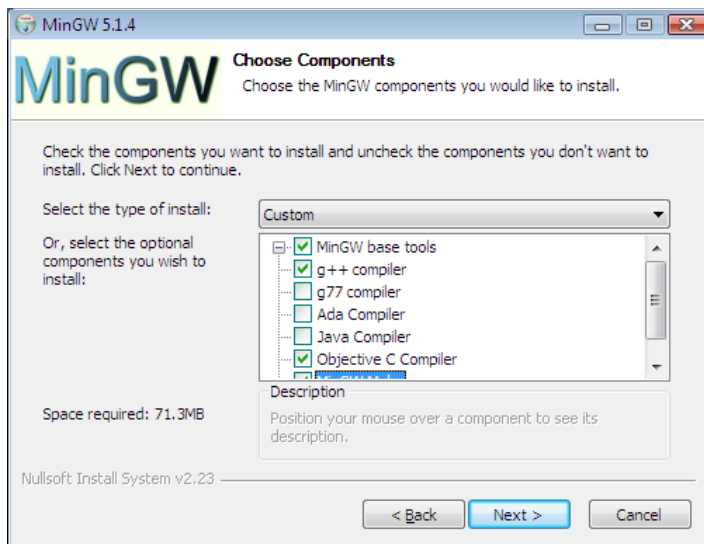 MinGW 5.1.4
MinGW
Choose Components
Choose the MinGW components you would like to install.
Check the components you want to install and uncheck the components you don't want to
install. Click Next to continue.
Select the type of install:
Custom
Or, select the optional
components you wish to
install:
MinGW base tools
g++ compiler
g77 compiler
Ada Compiler
Java Compiler
Objective C Compiler
MinGW Make
Space required: 71.3MB
Description
Position your mouse over a component to see its
description.
Nullsoft Install System v2.23
< Back
Next >
Cancel